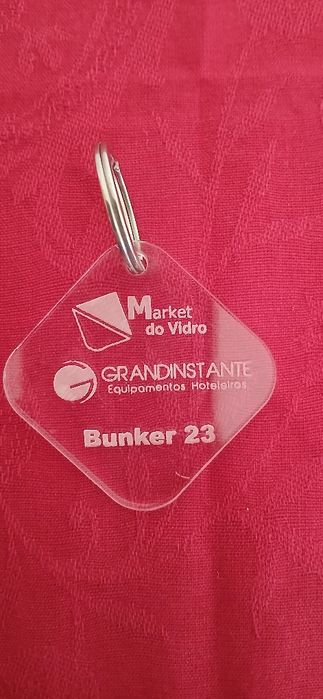 Market
do Vidro
GRANDINSTANTE
Equipamentos Hoteleiros
Bunker 23